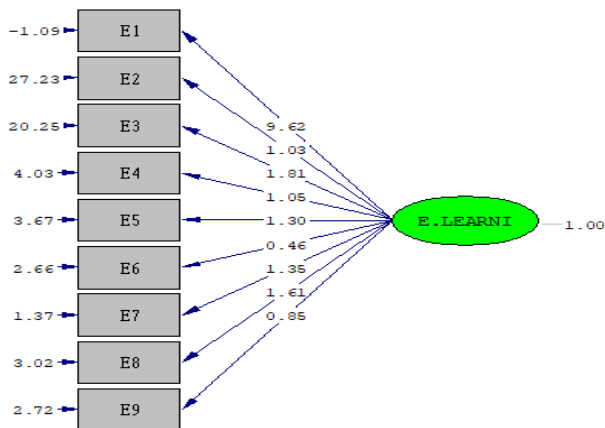 -1.09 E1
27.23 E2
20.25 E3
9.62
1.03
1.81
4.03 E4
1.05
3.67 E5
1.30
E.LEARNI 1.00
2.66 E6
0.46
1.35
1.37 E7
1.61
0.85
3.02 E8
2.72 E9